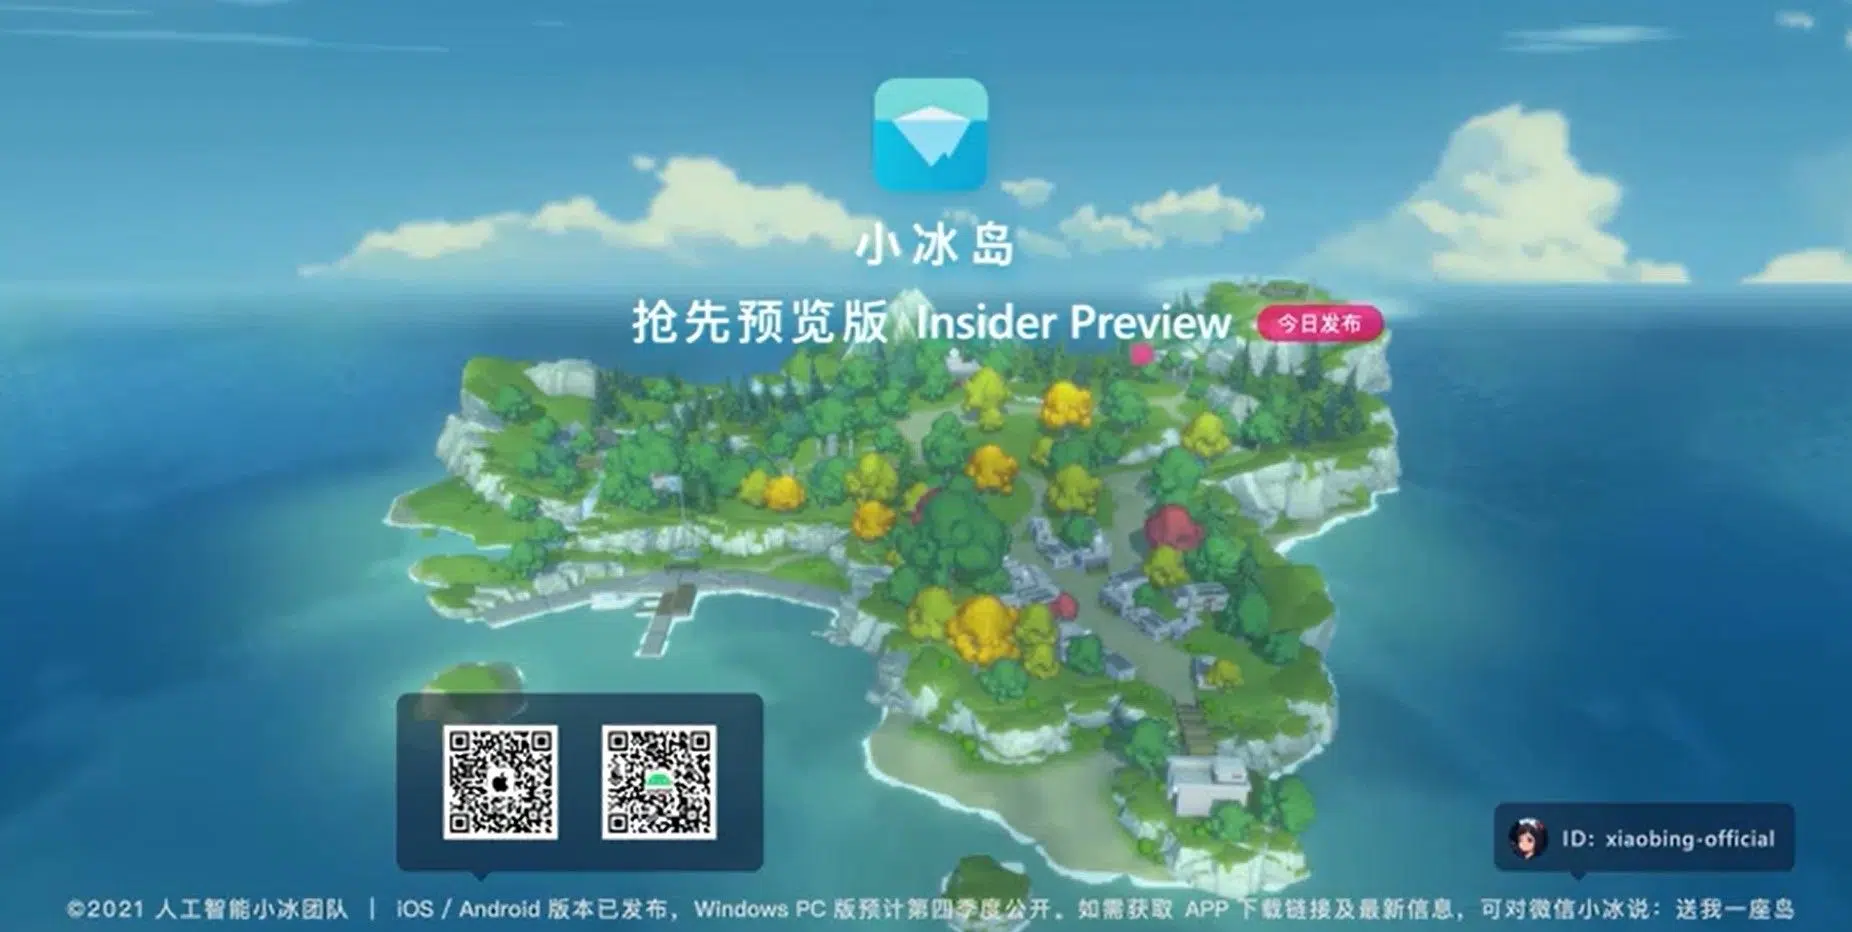 小冰岛
抢先预览版 Insider Preview 今日发布
ID: xiaobing-official
©2021 人工智能小冰团队 | iOS / Android 版本已发布，Windows PC 版预计第四季度公开。如需获取 APP 下载链接及最新信息，可对微信小冰说：送我一座岛